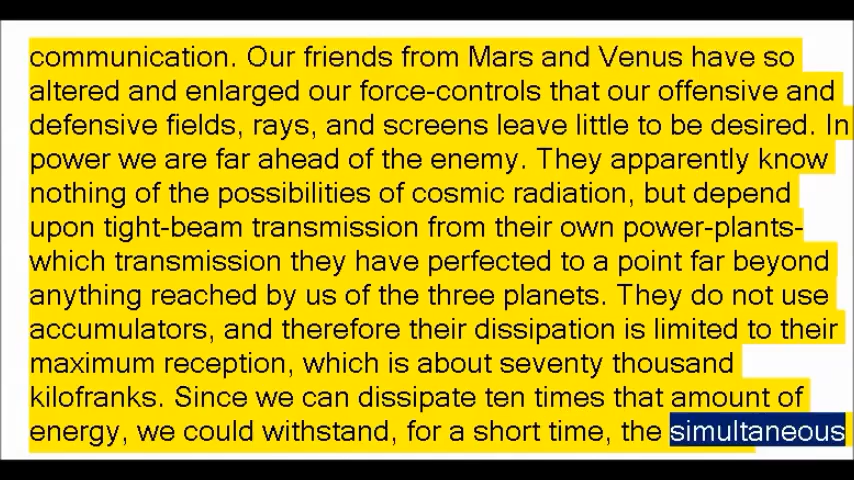 communication. Our friends from Mars and Venus have so
altered and enlarged our force-controls that our offensive and
defensive fields, rays, and screens leave little to be desired. In
power we are far ahead of the enemy. They apparently know
nothing of the possibilities of cosmic radiation, but depend
upon tight-beam transmission from their own power-plants-
which transmission they have perfected to a point far beyond
anything reached by us of the three planets. They do not use
accumulators, and therefore their dissipation is limited to their
maximum reception, which is about seventy thousand
kilofranks. Since we can dissipate ten times that amount of
energy, we could withstand, for a short time, the simultaneous